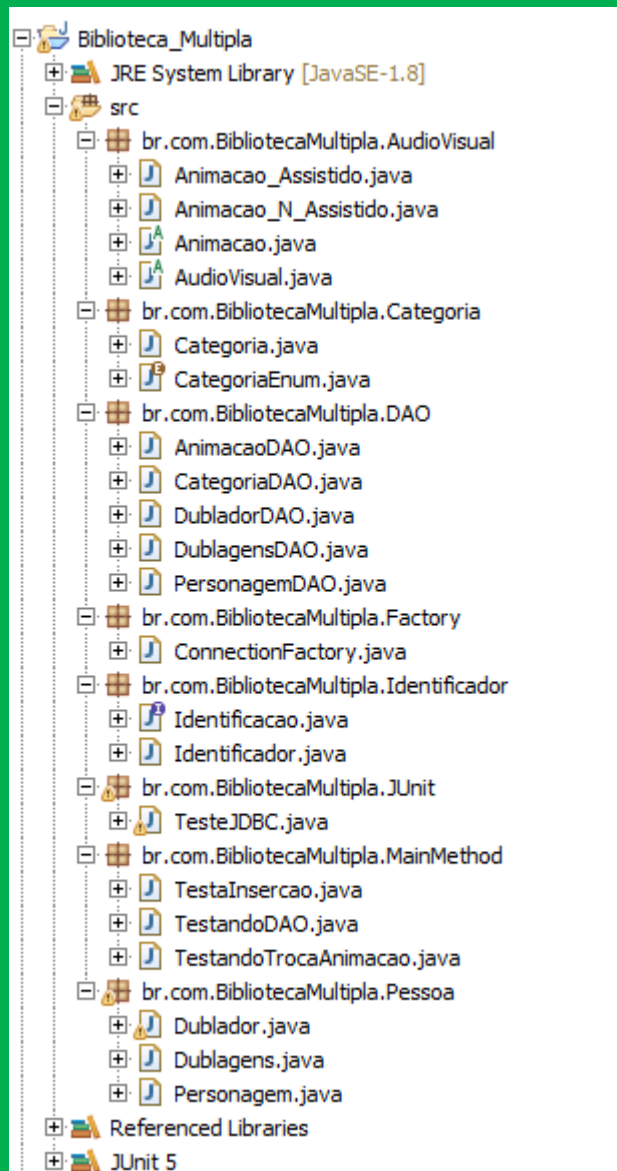 Biblioteca_Multipla
JRE System Library [JavaSE-1.8]
src
br.com.BibliotecaMultipla.AudioVisual
Animacao_Assistido.java
Animacao_N_Assistido.java
Animacao.java
AudioVisual.java
br.com.BibliotecaMultipla.Categoria
Categoria.java
CategoriaEnum.java
br.com.BibliotecaMultipla.DAO
AnimacaoDAO.java
CategoriaDAO.java
DubladorDAO.java
DublagensDAO.java
PersonagemDAO.java
br.com.BibliotecaMultipla.Factory
ConnectionFactory.java
br.com.BibliotecaMultipla.Identificador
Identificacao.java
Identificador.java
br.com.BibliotecaMultipla.JUnit
TesteJDBC.java
br.com.BibliotecaMultipla.MainMethod
TestaInsercao.java
TestandoDAO.java
TestandoTrocaAnimacao.java
br.com.BibliotecaMultipla.Pessoa
Dublador.java
Dublagens.java
Personagem.java
Referenced Libraries
JUnit 5